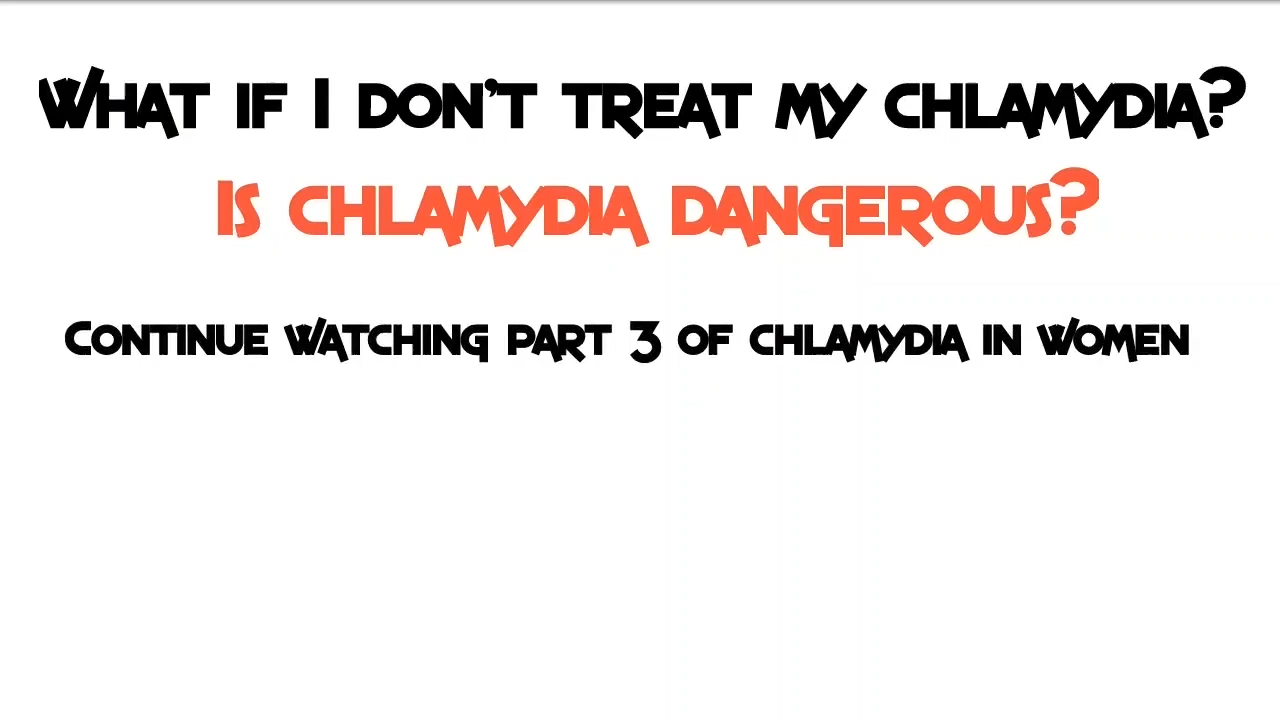 What if I don't treat my chlamydia?
Is chlamydia dangerous?
Continue watching part 3 of chlamydia in women